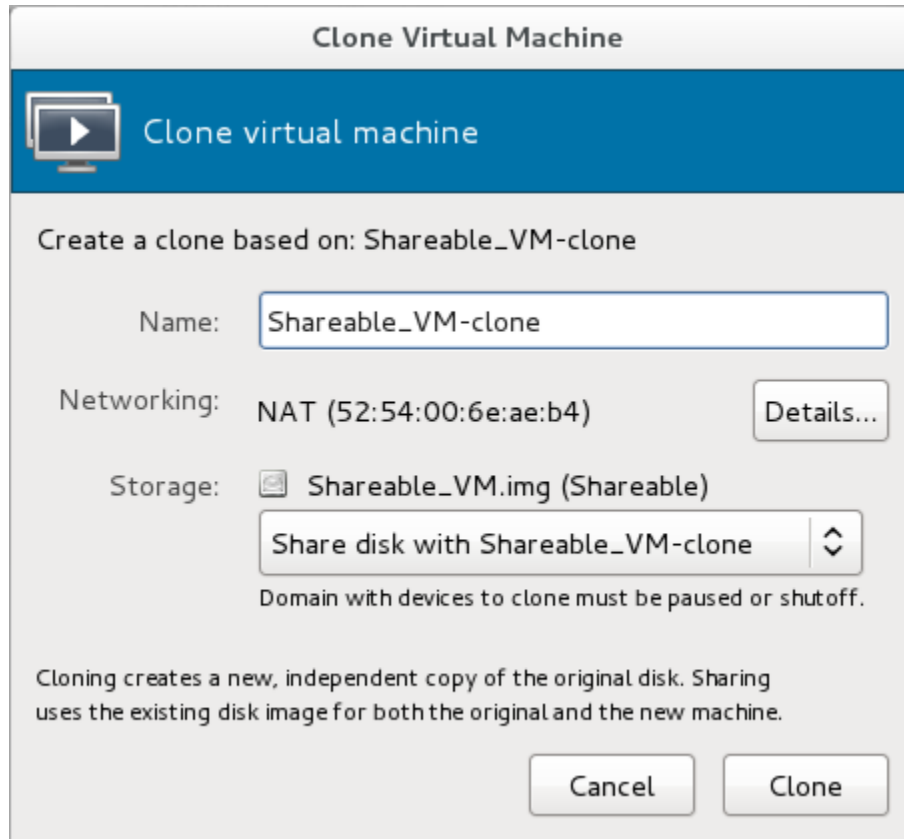 Clone Virtual Machine
Clone virtual machine
Create a clone based on: Shareable_VM-clone
Name: Shareable_VM-clone
Networking: NAT (52:54:00:6e:ae:b4) Details...
Storage: Shareable_VM.img (Shareable)
Share disk with Shareable_VM-clone
Domain with devices to clone must be paused or shutoff.
Cloning creates a new, independent copy of the original disk. Sharing
uses the existing disk image for both the original and the new machine.
Cancel Clone